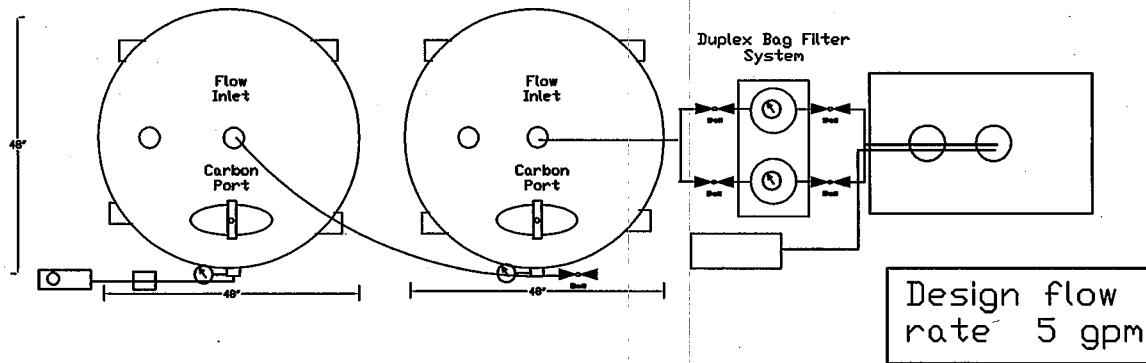 Duplex Bag Filter
System
Flow
Inlet
Flow
Inlet
48"
Ball
Ball
Carbon
Port
Carbon
Port
Ball
Ball
48"
48"
Ball
Design flow
rate 5 gpm